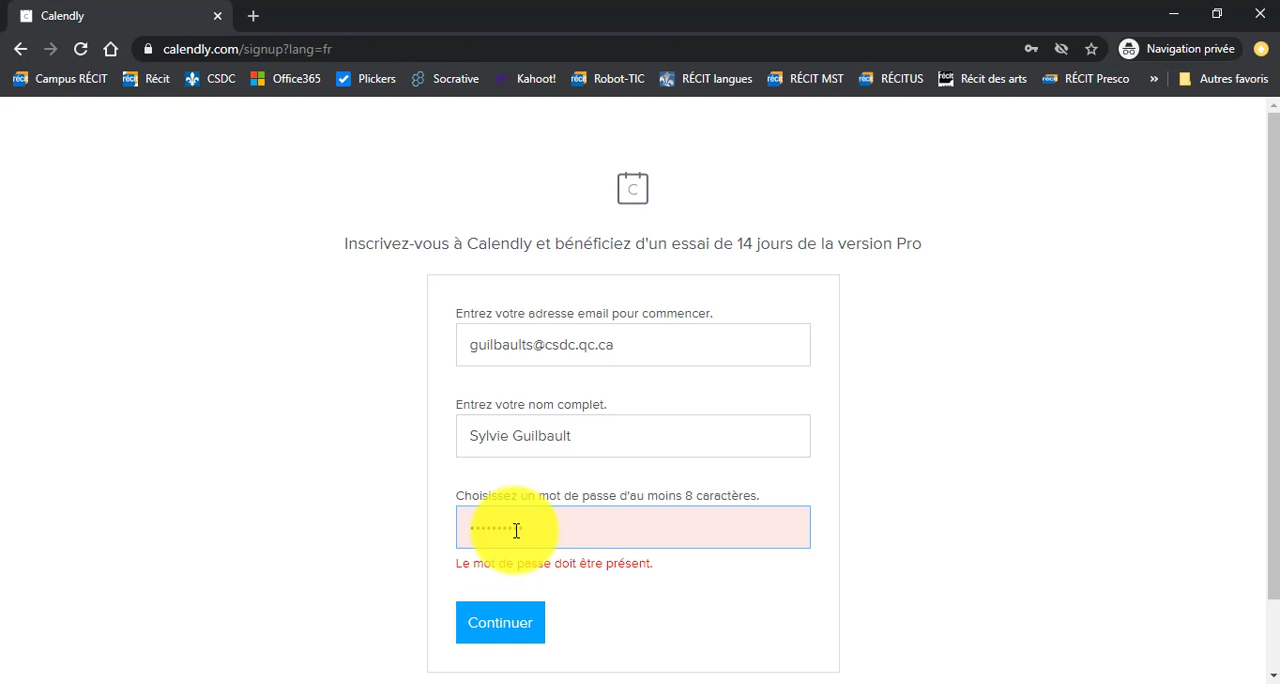 Calendly
calendly.com/signup?lang=fr
Navigation privée
Campus RÉCIT
Récit
CSDC
Office365
Plickers
Socrative
Kahoot!
Robot-TIC
RÉCIT langues
RÉCIT MST
RÉCITUS
Récit des arts
RÉCIT Presco
»
Autres favoris
C
Inscrivez-vous à Calendly et bénéficiez d'un essai de 14 jours de la version Pro
Entrez votre adresse email pour commencer.
guilbaults@csdc.qc.ca
Entrez votre nom complet.
Sylvie Guilbault
Choisissez un mot de passe d'au moins 8 caractères.
Le mot de passe doit être présent.
Continuer